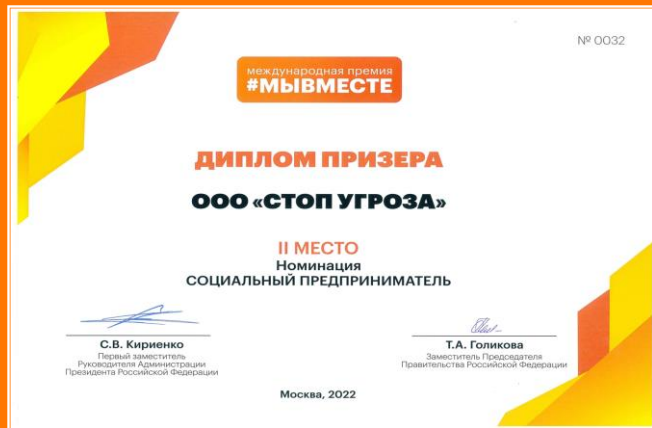 № 0032
международная премия
#МЫВМЕСТЕ
ДИПЛОМ ПРИЗЕРА
ООО «СТОП УГРОЗА»
II МЕСТО
Номинация
СОЦИАЛЬНЫЙ ПРЕДПРИНИМАТЕЛЬ
С.В. Кириенко
Первый заместитель
Руководителя Администрации
Президента Российской Федерации
Т.А. Голикова
Заместитель Председателя
Правительства Российской Федерации
Москва, 2022